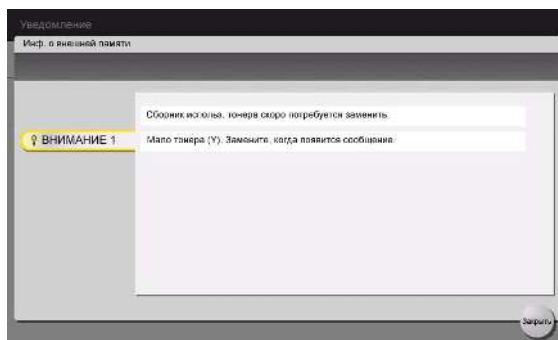 Уведомление
Инф. о внешней памяти
Сборник использ. тонера скоро потребуется заменить.
ВНИМАНИЕ 1
Мало тонера (Y). Замените, когда появится сообщение.
Закрыть